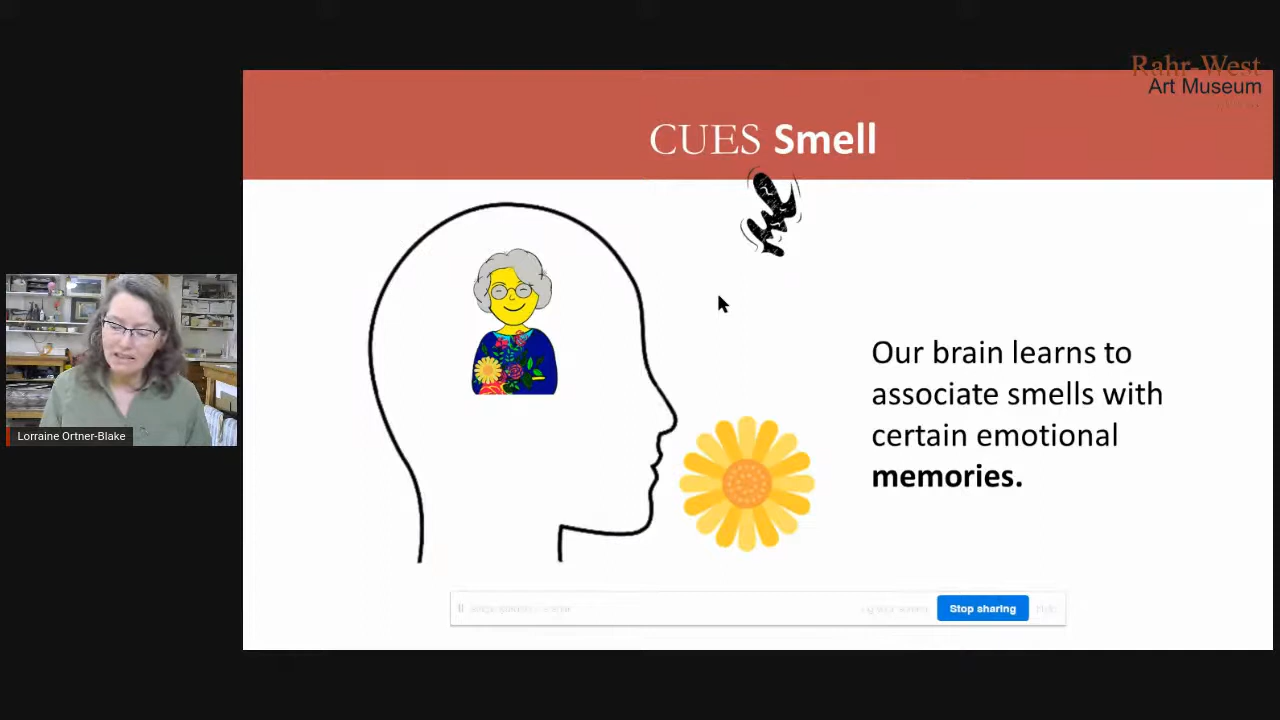 Rahr-West
Art Museum
CUES Smell
Our brain learns to
associate smells with
certain emotional
memories.
Lorraine Ortner-Blake
Stop sharing